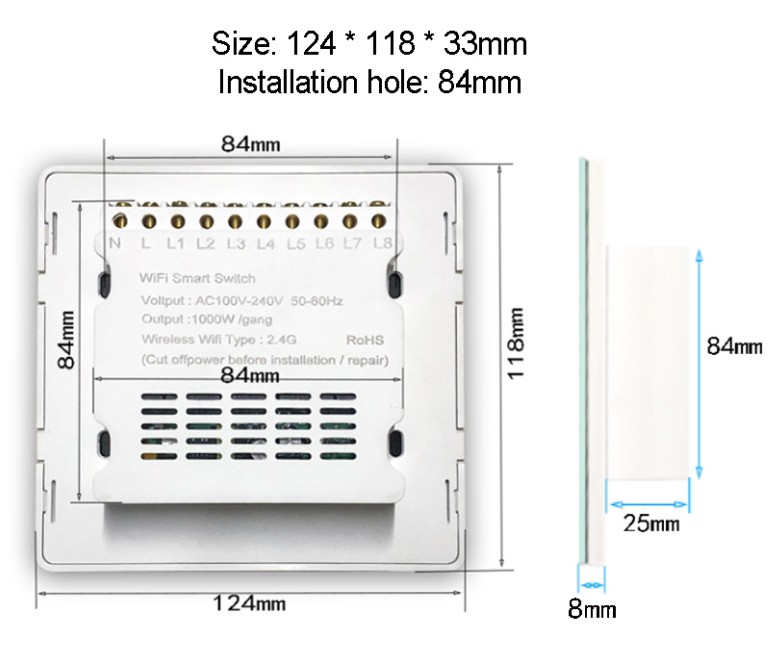 Size: 124 * 118 * 33mm
Installation hole: 84mm
84mm
N L L1 L2 L3 L4 L5 L6 L7 L8
WiFi Smart Switch
Voltput : AC100V-240V 50-60Hz
Output :1000W /gang
Wireless Wifi Type : 2.4G RoHS
(Cut offpower before installation / repair)
84mm
84mm
118mm
124mm
84mm
25mm
8mm